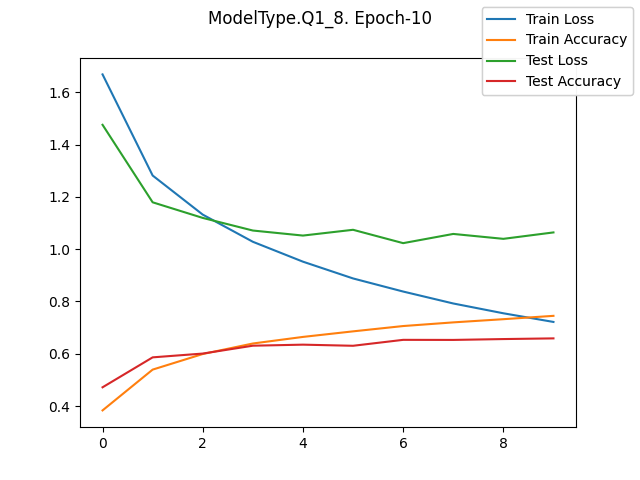 ModelType.Q1_8. Epoch-10
Train Loss
Train Accuracy
Test Loss
Test Accuracy
1.6
1.4
1.2
1.0
0.8
0.6
0.4
0 2 4 6 8